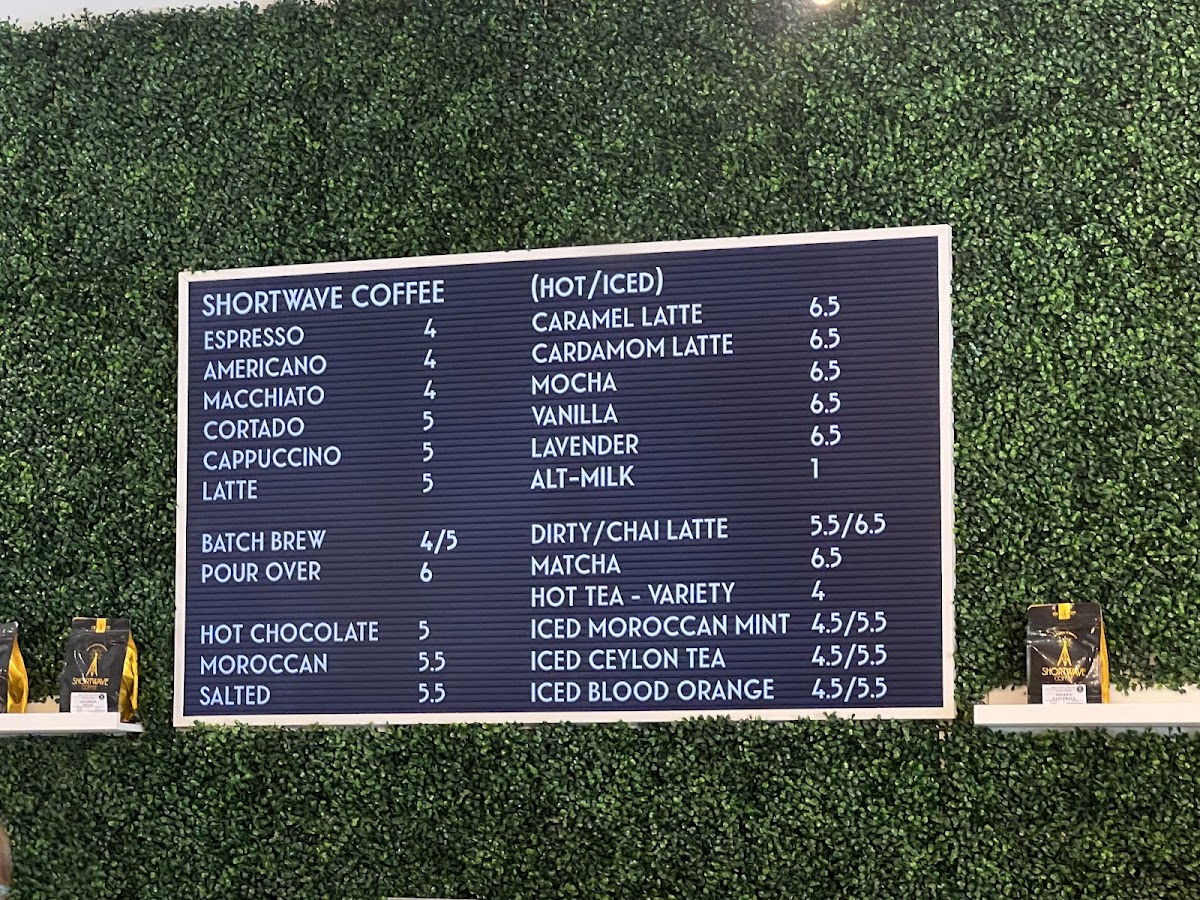 SHORTWAVE COFFEE
ESPRESSO 4
AMERICANO 4
MACCHIATO 4
CORTADO 5
CAPPUCCINO 5
LATTE 5
BATCH BREW 4/5
POUR OVER 6
HOT CHOCOLATE 5
MOROCCAN 5.5
SALTED 5.5
(HOT/ICED)
CARAMEL LATTE 6.5
CARDAMOM LATTE 6.5
MOCHA 6.5
VANILLA 6.5
LAVENDER 6.5
ALT-MILK 1
DIRTY/CHAI LATTE 5.5/6.5
MATCHA 6.5
HOT TEA - VARIETY 4
ICED MOROCCAN MINT 4.5/5.5
ICED CEYLON TEA 4.5/5.5
ICED BLOOD ORANGE 4.5/5.5
SHORTWAVE
COFFEE
SHORTWAVE
COFFEE